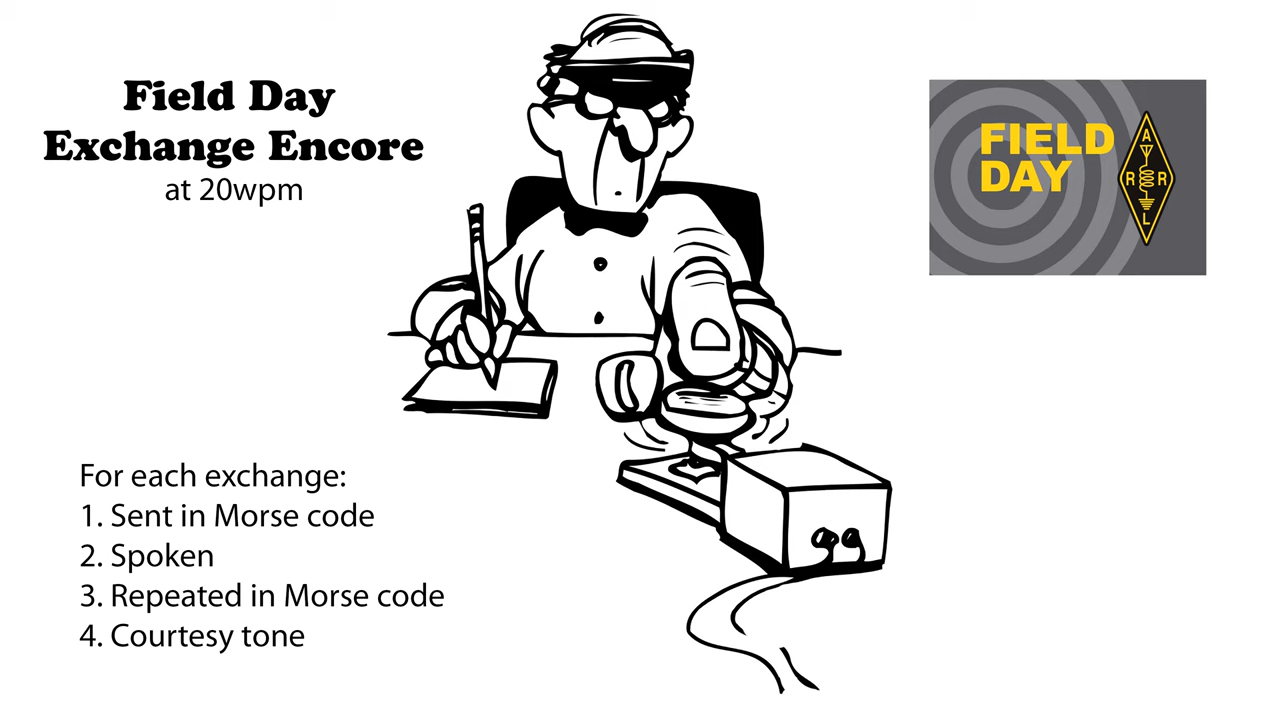 Field Day
Exchange Encore
at 20wpm
FIELD
DAY
A
R R
L
For each exchange:
1. Sent in Morse code
2. Spoken
3. Repeated in Morse code
4. Courtesy tone